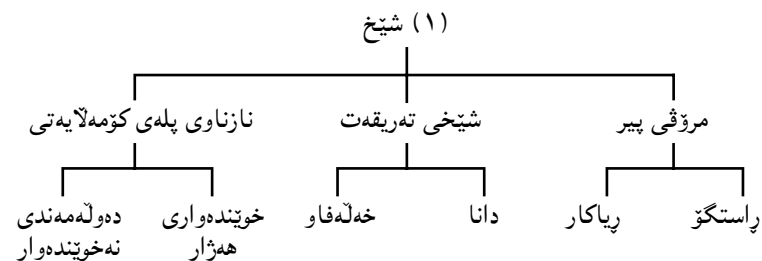 (١) شێخ
مرۆڤی پیر
شێخی تەریقەت
نازناوی پلەی کۆمەڵایەتی
ڕاستگۆ
ڕیاکار
دانا
خەڵەفاو
خوێندەواری
هەژار
دەوڵەمەندی
نەخوێندەوار